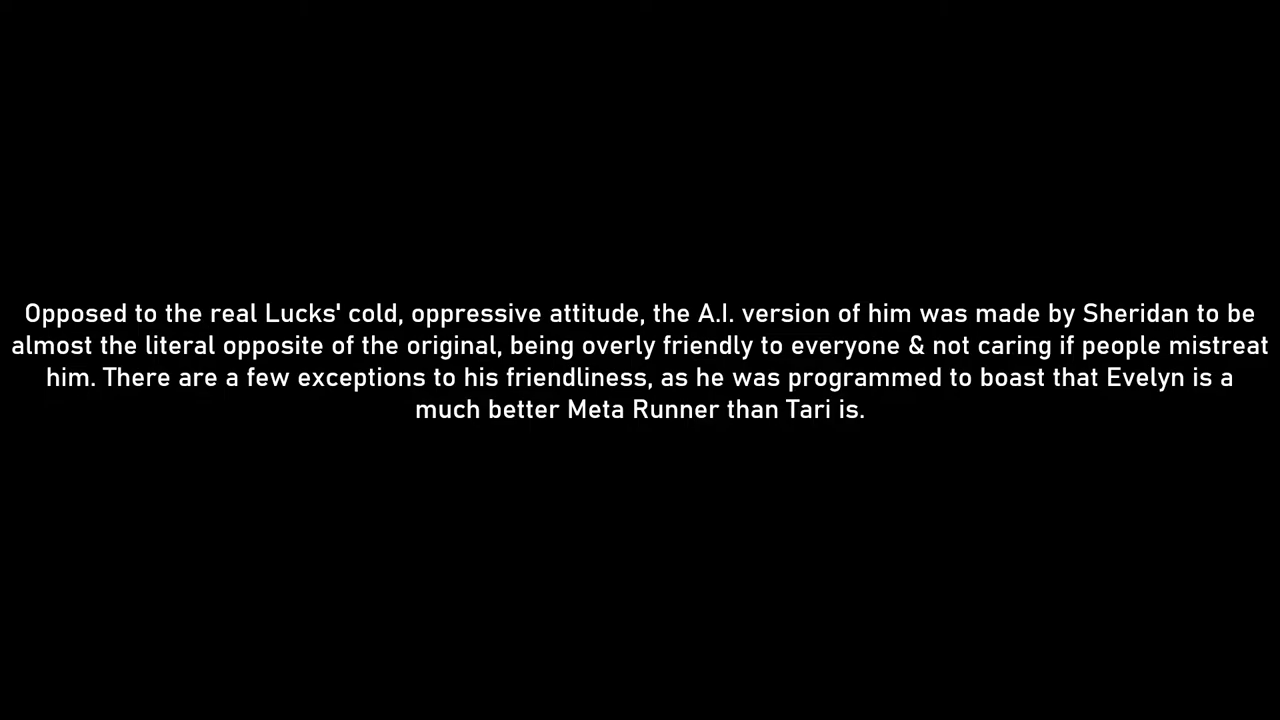 Opposed to the real Lucks' cold, oppressive attitude, the A.I. version of him was made by Sheridan to be
almost the literal opposite of the original, being overly friendly to everyone & not caring if people mistreat
him. There are a few exceptions to his friendliness, as he was programmed to boast that Evelyn is a
much better Meta Runner than Tari is.